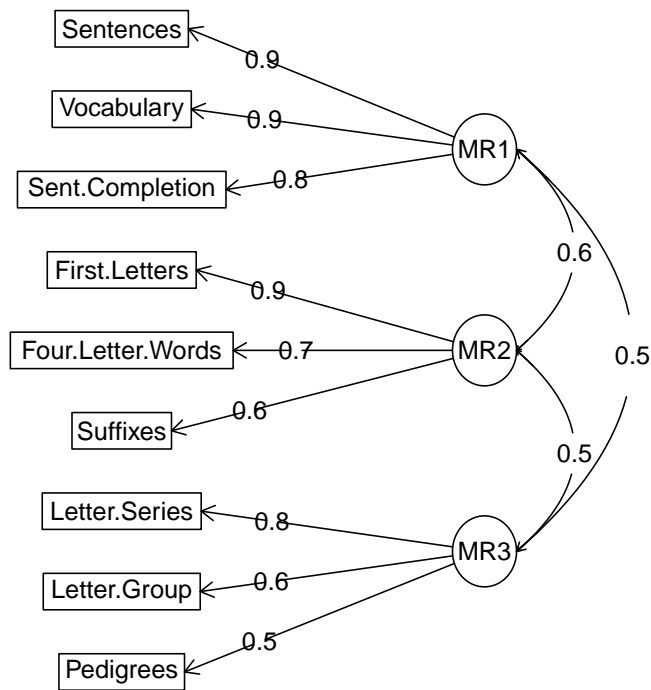 Sentences
0.9
Vocabulary
0.9
MR1
Sent.Completion
0.8
0.6
First.Letters
0.9
Four.Letter.Words
0.7
MR2
0.5
Suffixes
0.6
0.5
Letter.Series
0.8
MR3
Letter.Group
0.6
Pedigrees
0.5